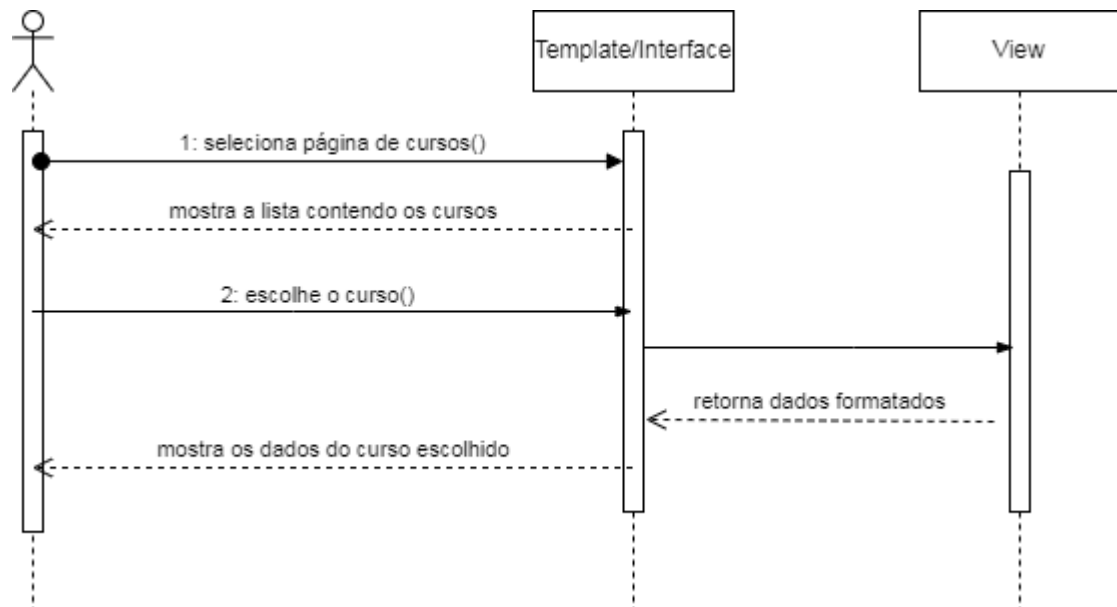 Template/Interface
View
1: seleciona página de cursos()
mostra a lista contendo os cursos
2: escolhe o curso()
retorna dados formatados
mostra os dados do curso escolhido